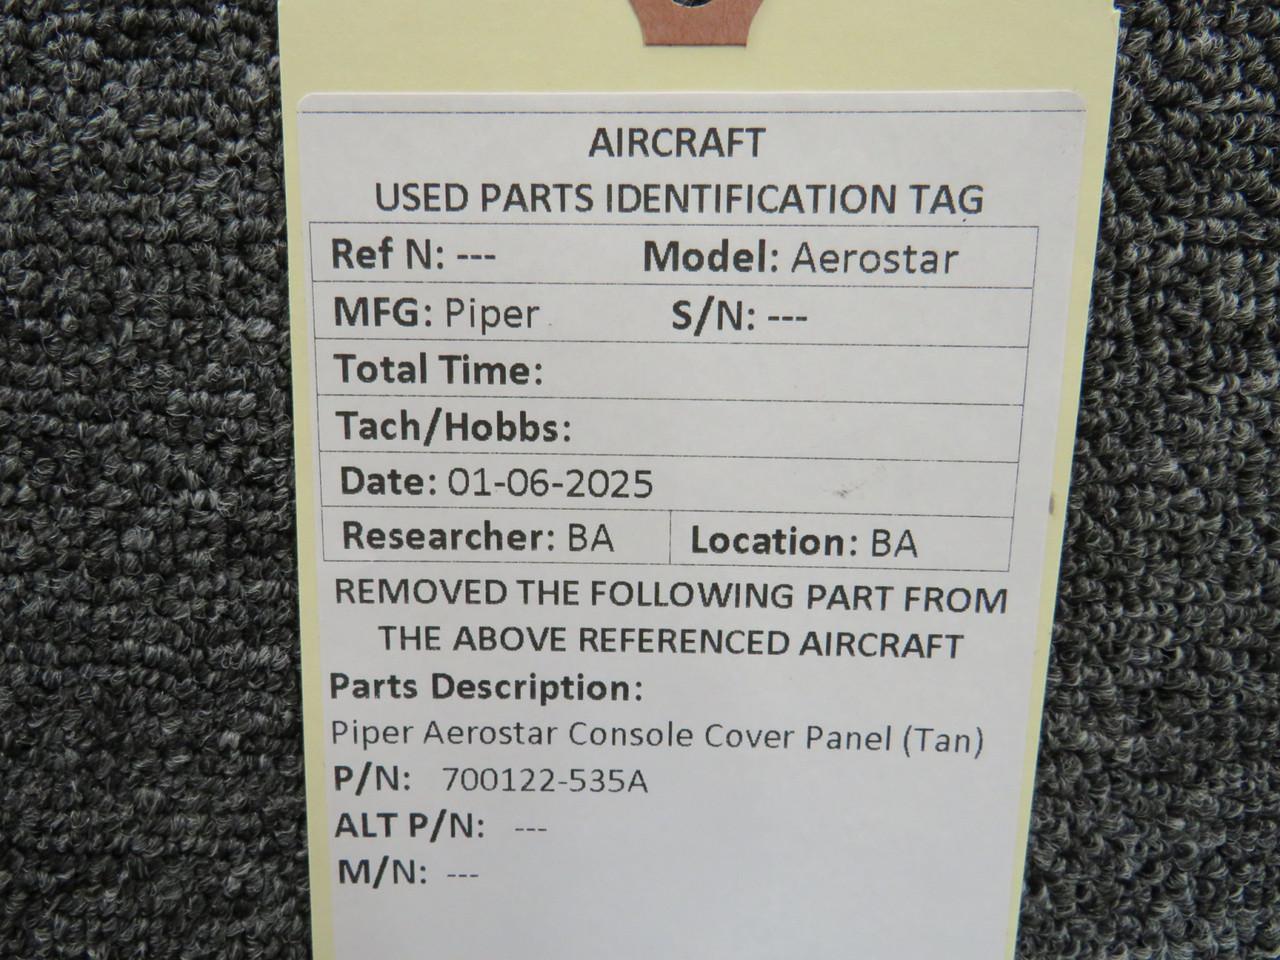 AIRCRAFT
USED PARTS IDENTIFICATION TAG
Ref N: --- Model: Aerostar
MFG: Piper S/N: ---
Total Time:
Tach/Hobbs:
Date: 01-06-2025
Researcher: BA Location: BA
REMOVED THE FOLLOWING PART FROM
THE ABOVE REFERENCED AIRCRAFT
Parts Description:
Piper Aerostar Console Cover Panel (Tan)
P/N: 700122-535A
ALT P/N: ---
M/N: ---